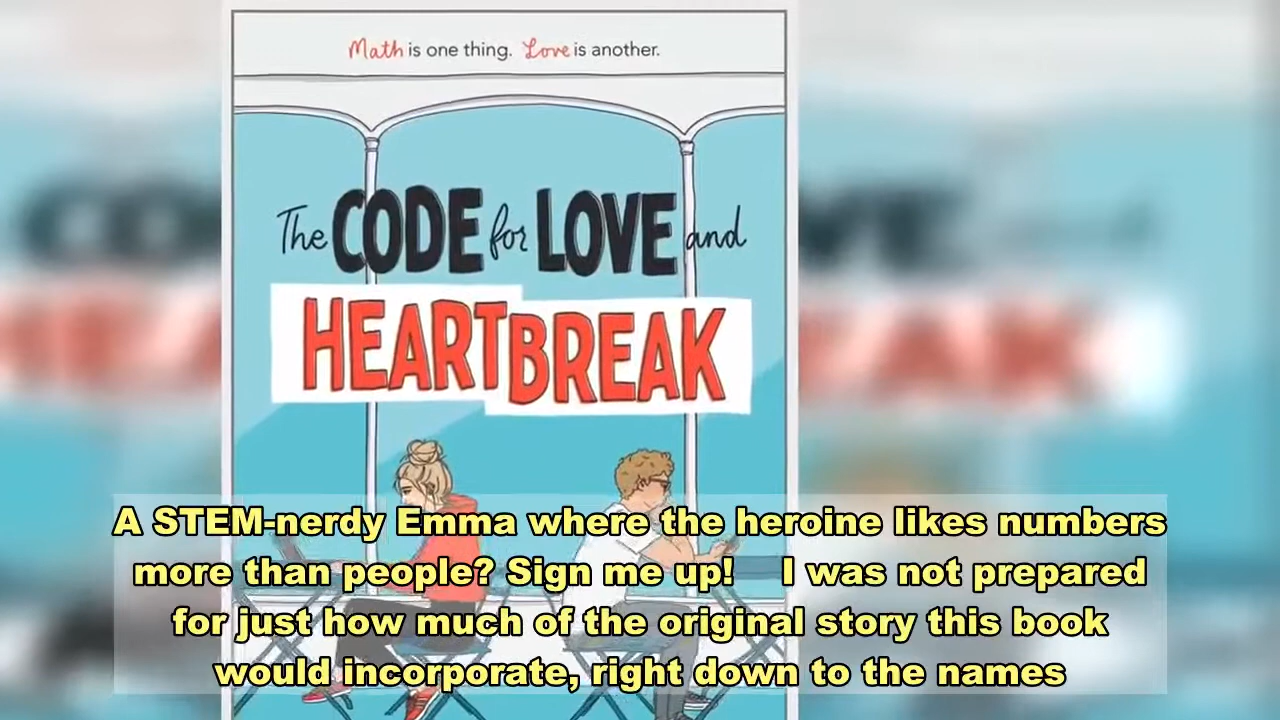 Math is one thing. Love is another.
The CODE for LOVE and
HEARTBREAK
A STEM-nerdy Emma where the heroine likes numbers
more than people? Sign me up! I was not prepared
for just how much of the original story this book
would incorporate, right down to the names